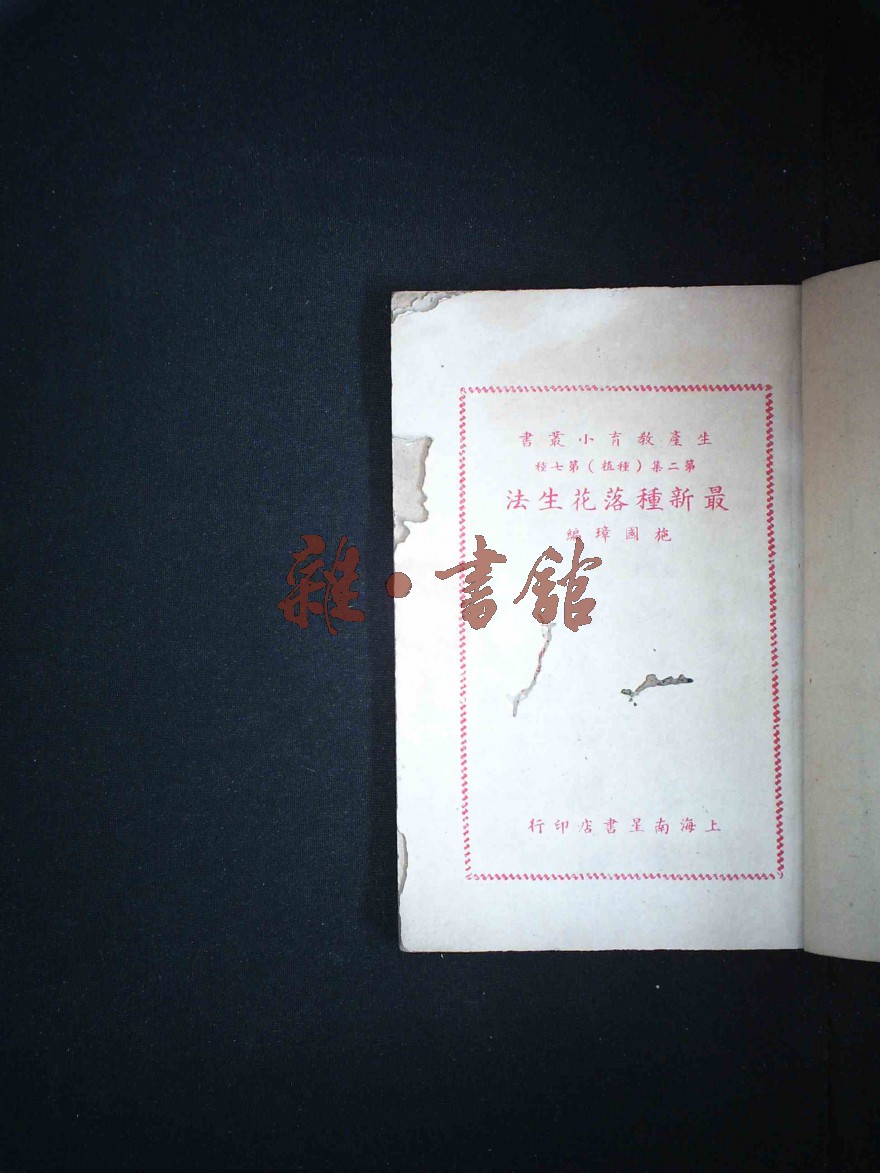 生產教育小叢書
第二集(種植)第七種
最新種落花生法
施國璋編
雜·書館
上海南星書店印行